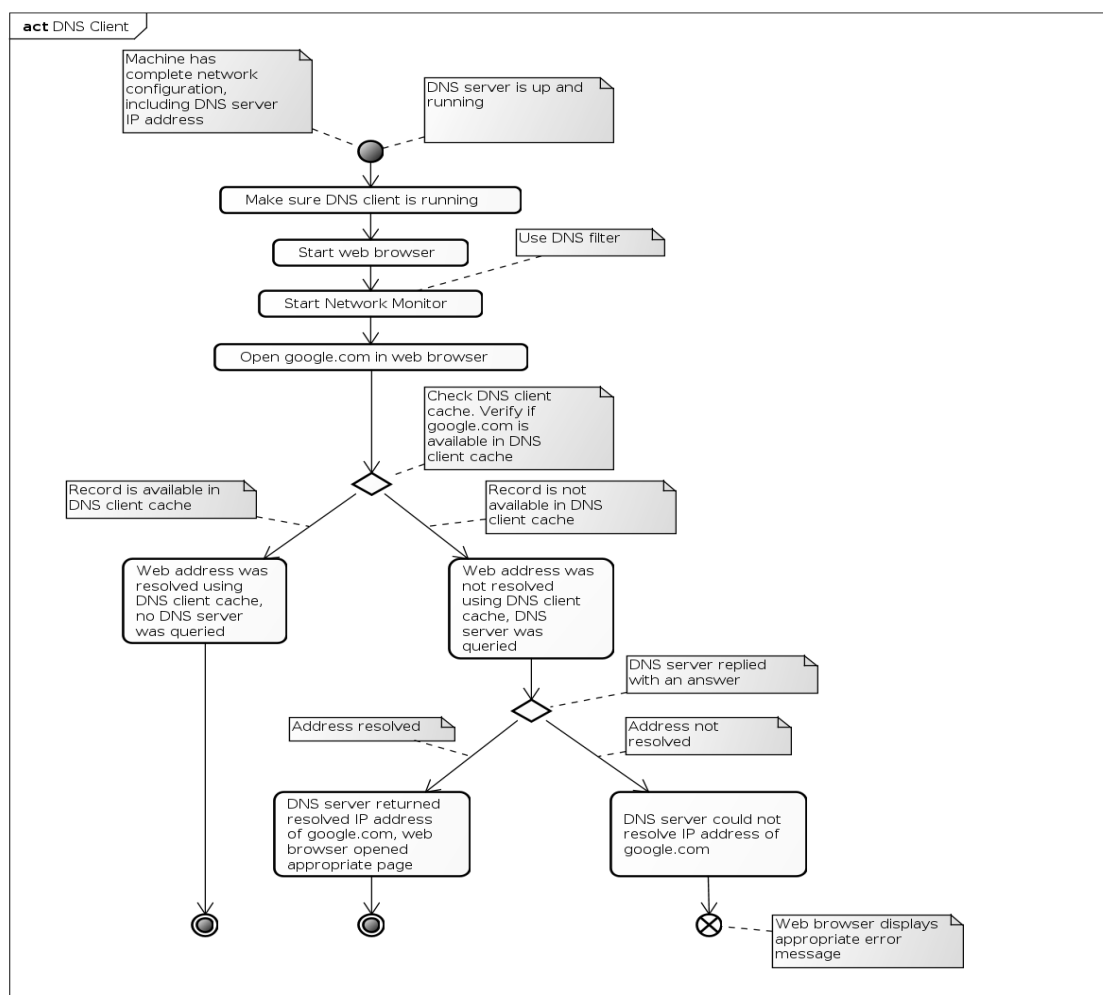 act DNS Client
Machine has
complete network
configuration,
including DNS server
IP address
DNS server is up and
running
Make sure DNS client is running
Start web browser
Use DNS filter
Start Network Monitor
Open google.com in web browser
Check DNS client
cache. Verify if
google.com is
available in DNS
client cache
Record is available in
DNS client cache
Record is not
available in DNS
client cache
Web address was
resolved using
DNS client cache,
no DNS server
was queried
Web address was
not resolved
using DNS client
cache, DNS
server was
queried
DNS server replied
with an answer
Address resolved
Address not
resolved
DNS server returned
resolved IP address
of google.com, web
browser opened
appropriate page
DNS server could not
resolve IP address of
google.com
Web browser displays
appropriate error
message